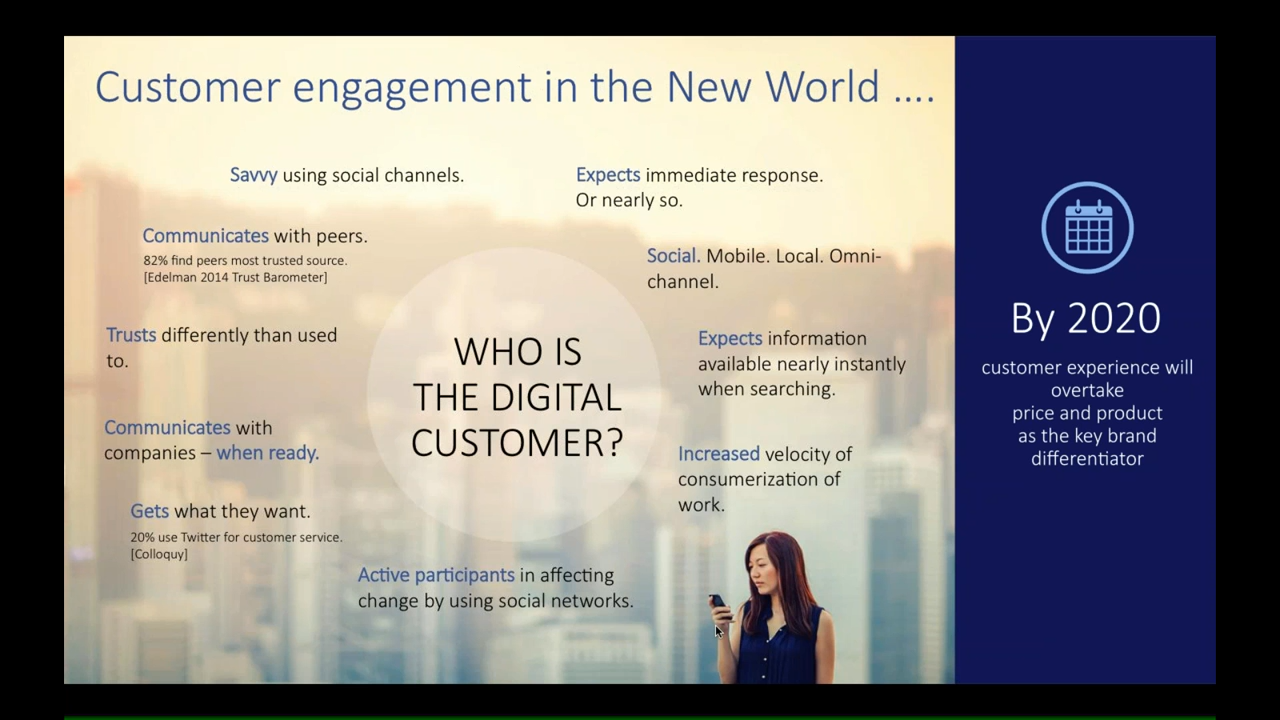 Customer engagement in the New World ....
Savvy using social channels.
Expects immediate response.
Or nearly so.
Communicates with peers.
82% find peers most trusted source.
[Edelman 2014 Trust Barometer]
Social. Mobile. Local. Omni-
channel.
Trusts differently than used
to.
Expects information
available nearly instantly
when searching.
WHO IS
THE DIGITAL
CUSTOMER?
Communicates with
companies – when ready.
Increased velocity of
consumerization of
work.
Gets what they want.
20% use Twitter for customer service.
[Colloquy]
Active participants in affecting
change by using social networks.
By 2020
customer experience will
overtake
price and product
as the key brand
differentiator